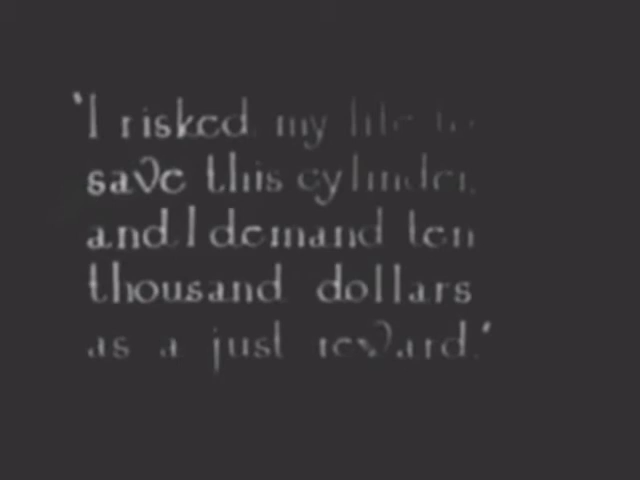 'I risked my life to
save this cylinder,
and I demand ten
thousand dollars
as a just reward.'